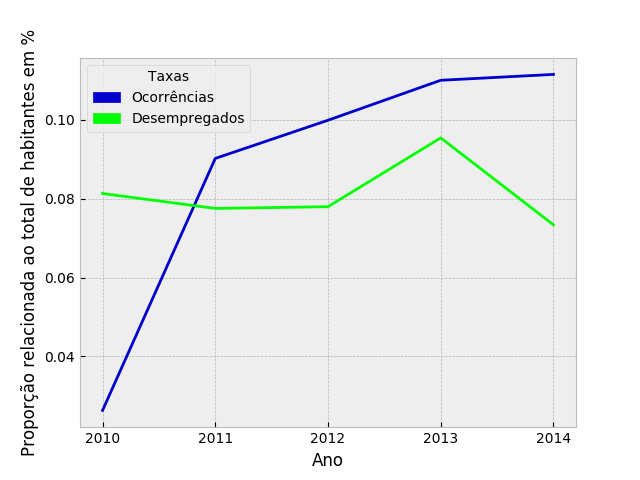 Proporção relacionada ao total de habitantes em %
Taxas
Ocorrências
Desempregados
0.10
0.08
0.06
0.04
2010 2011 2012 2013 2014
Ano